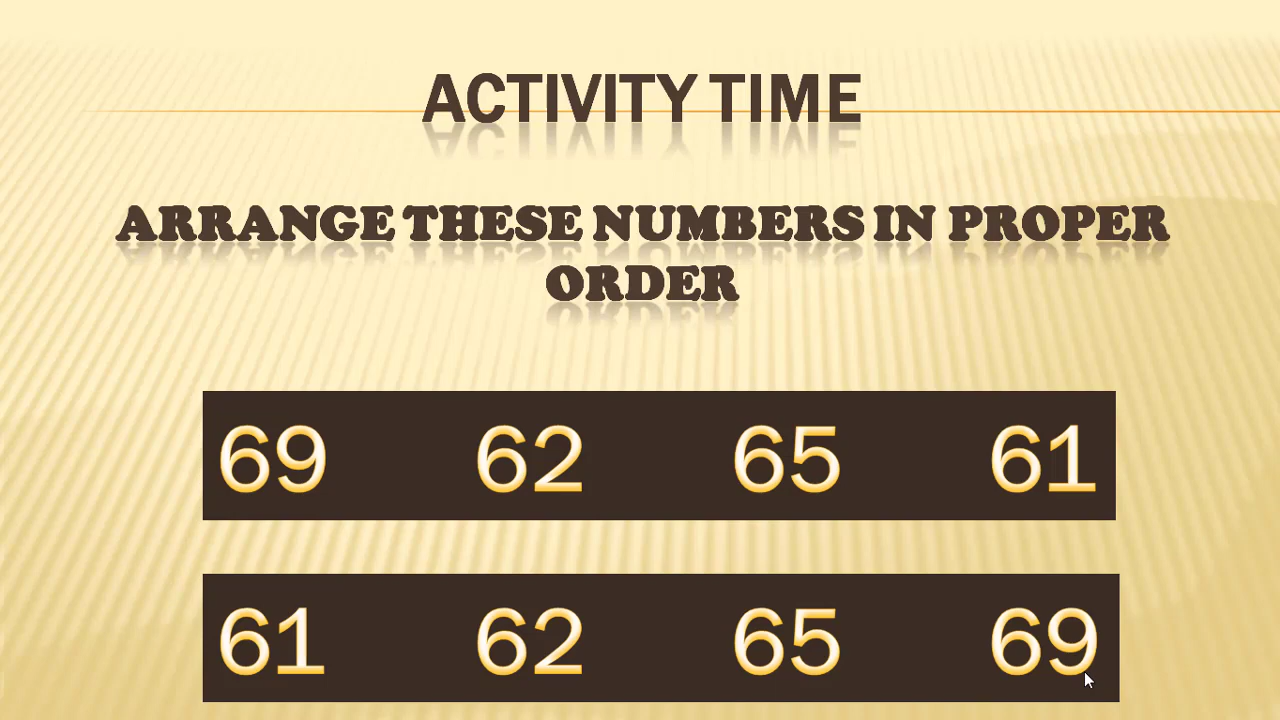 ACTIVITY TIME
ARRANGE THESE NUMBERS IN PROPER
ORDER
69 62 65 61
61 62 65 69